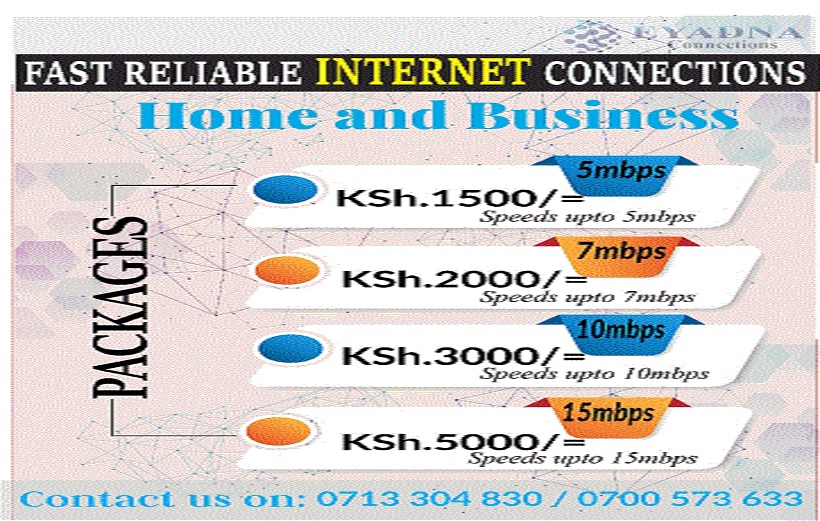 EYADNA
Connections
FAST RELIABLE INTERNET CONNECTIONS
Home and Business
PACKAGES
5mbps
KSh.1500/=
Speeds upto 5mbps
7mbps
KSh.2000/=
Speeds upto 7mbps
10mbps
KSh.3000/=
Speeds upto 10mbps
15mbps
KSh.5000/=
Speeds upto 15mbps
Contact us on: 0713 304 830 / 0700 573 633